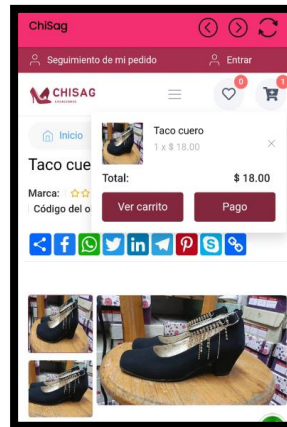 ChiSag
Seguimiento de mi pedido
Entrar
CHISAG
0
1
Inicio
Taco cuero
1 x $ 18.00
×
Total:
$ 18.00
Ver carrito
Pago
Taco cue
Marca:
Código del o